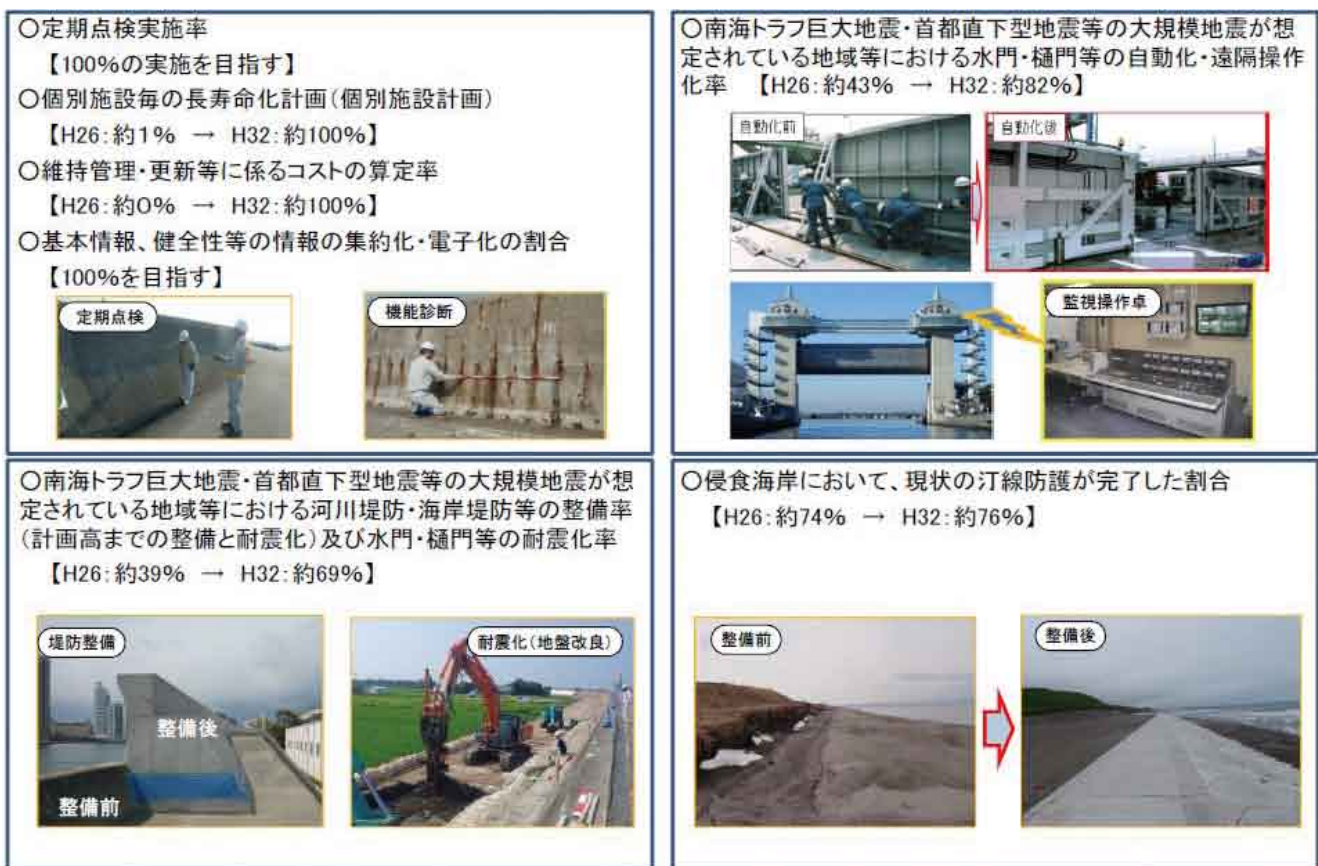 〇定期点検実施率
【100%の実施を目指す】
〇個別施設毎の長寿命化計画(個別施設計画)
【H26:約1% → H32:約100%】
〇維持管理・更新等に係るコストの算定率
【H26:約0% → H32:約100%】
〇基本情報、健全性等の情報の集約化・電子化の割合
【100%を目指す】
定期点検
機能診断
〇南海トラフ巨大地震・首都直下型地震等の大規模地震が想
定されている地域等における水門・樋門等の自動化・遠隔操作
化率 【H26:約43% → H32:約82%】
自動化前
自動化後
監視操作卓
〇南海トラフ巨大地震・首都直下型地震等の大規模地震が想
定されている地域等における河川堤防・海岸堤防等の整備率
(計画高までの整備と耐震化)及び水門・樋門等の耐震化率
【H26:約39% → H32:約69%】
堤防整備
整備後
整備前
耐震化(地盤改良)
〇侵食海岸において、現状の汀線防護が完了した割合
【H26:約74% → H32:約76%】
整備前
整備後